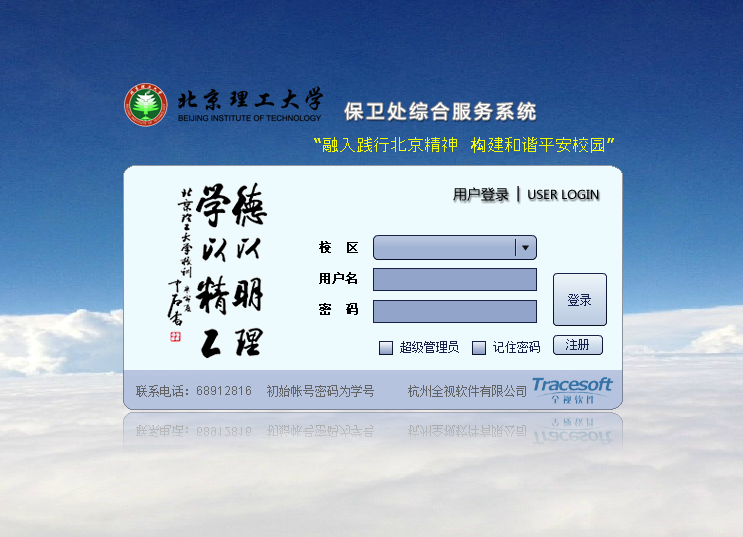 北京理工大学
BEIJING INSTITUTE OF TECHNOLOGY
保卫处综合服务系统
“融入践行北京精神 构建和谐平安校园”
德以明理
学以精工
北京理工大学校训
用户登录 | USER LOGIN
校 区
用户名
密 码
登录
超级管理员 记住密码 注册
联系电话：68912816 初始帐号密码为学号 杭州全视软件有限公司 Tracesoft
全视软件